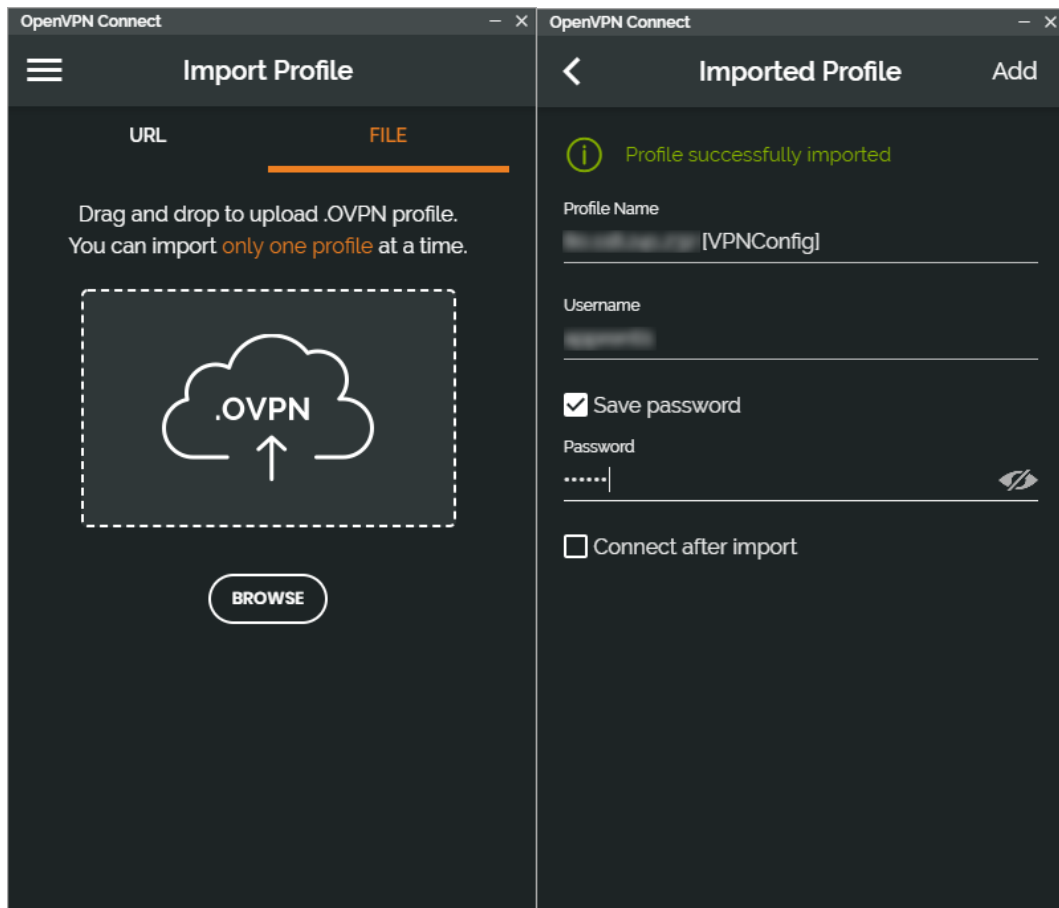 OpenVPN Connect
Import Profile
URL
FILE
Drag and drop to upload .OVPN profile.
You can import only one profile at a time.
.OVPN
BROWSE
OpenVPN Connect
Imported Profile
Add
Profile successfully imported
Profile Name
[VPNConfig]
Username
Save password
Password
••••••
Connect after import